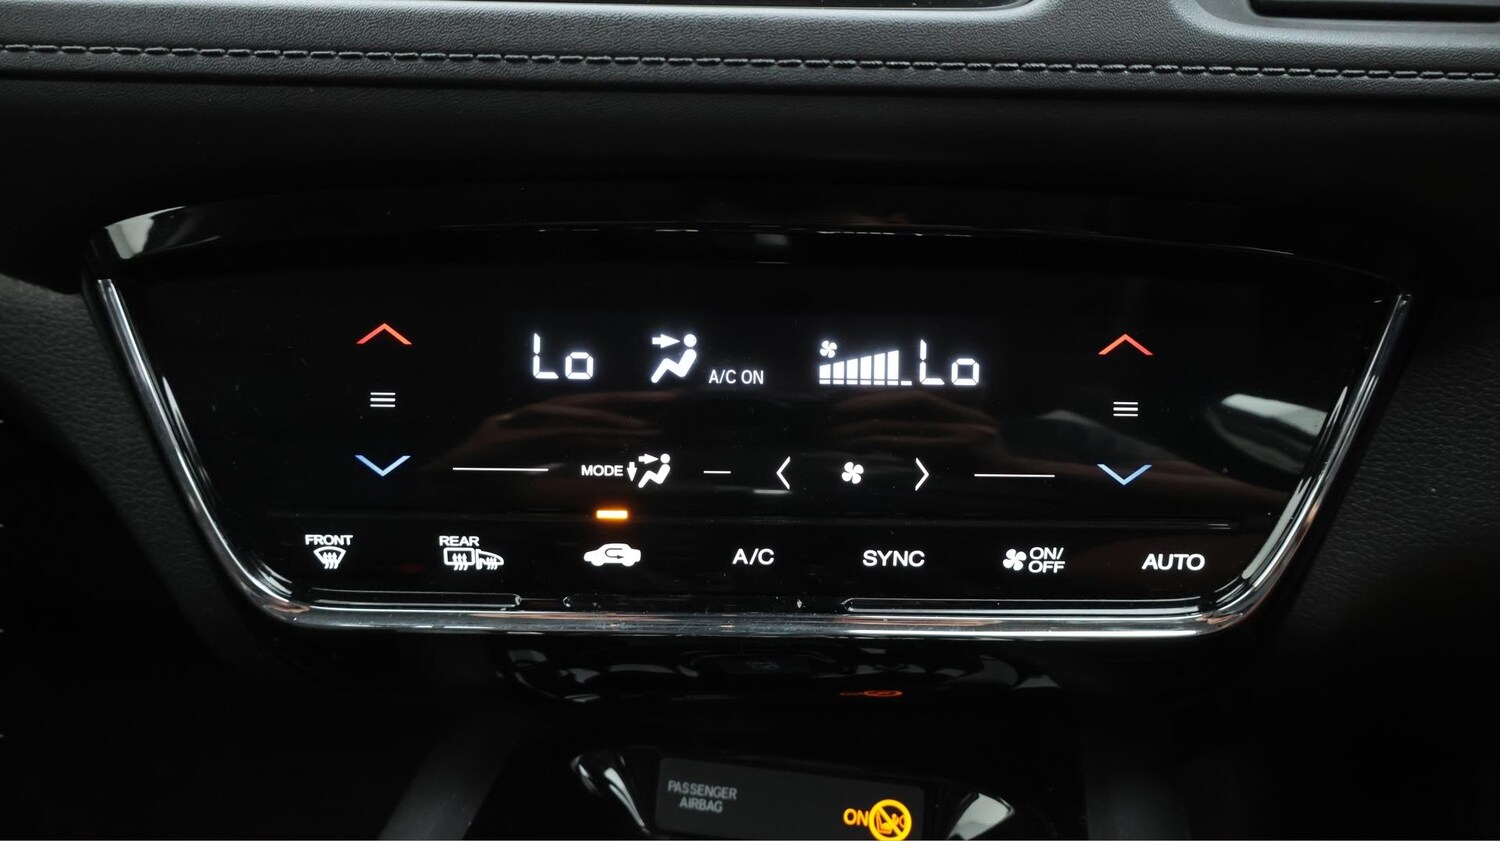 Lo
A/C ON
Lo
MODE
FRONT
REAR
A/C
SYNC
ON/
OFF
AUTO
PASSENGER
AIRBAG
ON